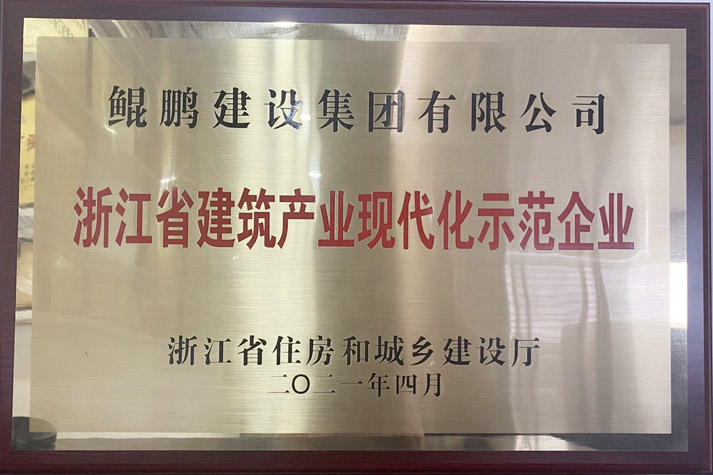 鲲鹏建设集团有限公司
浙江省建筑产业现代化示范企业
浙江省住房和城乡建设厅
二〇二一年四月